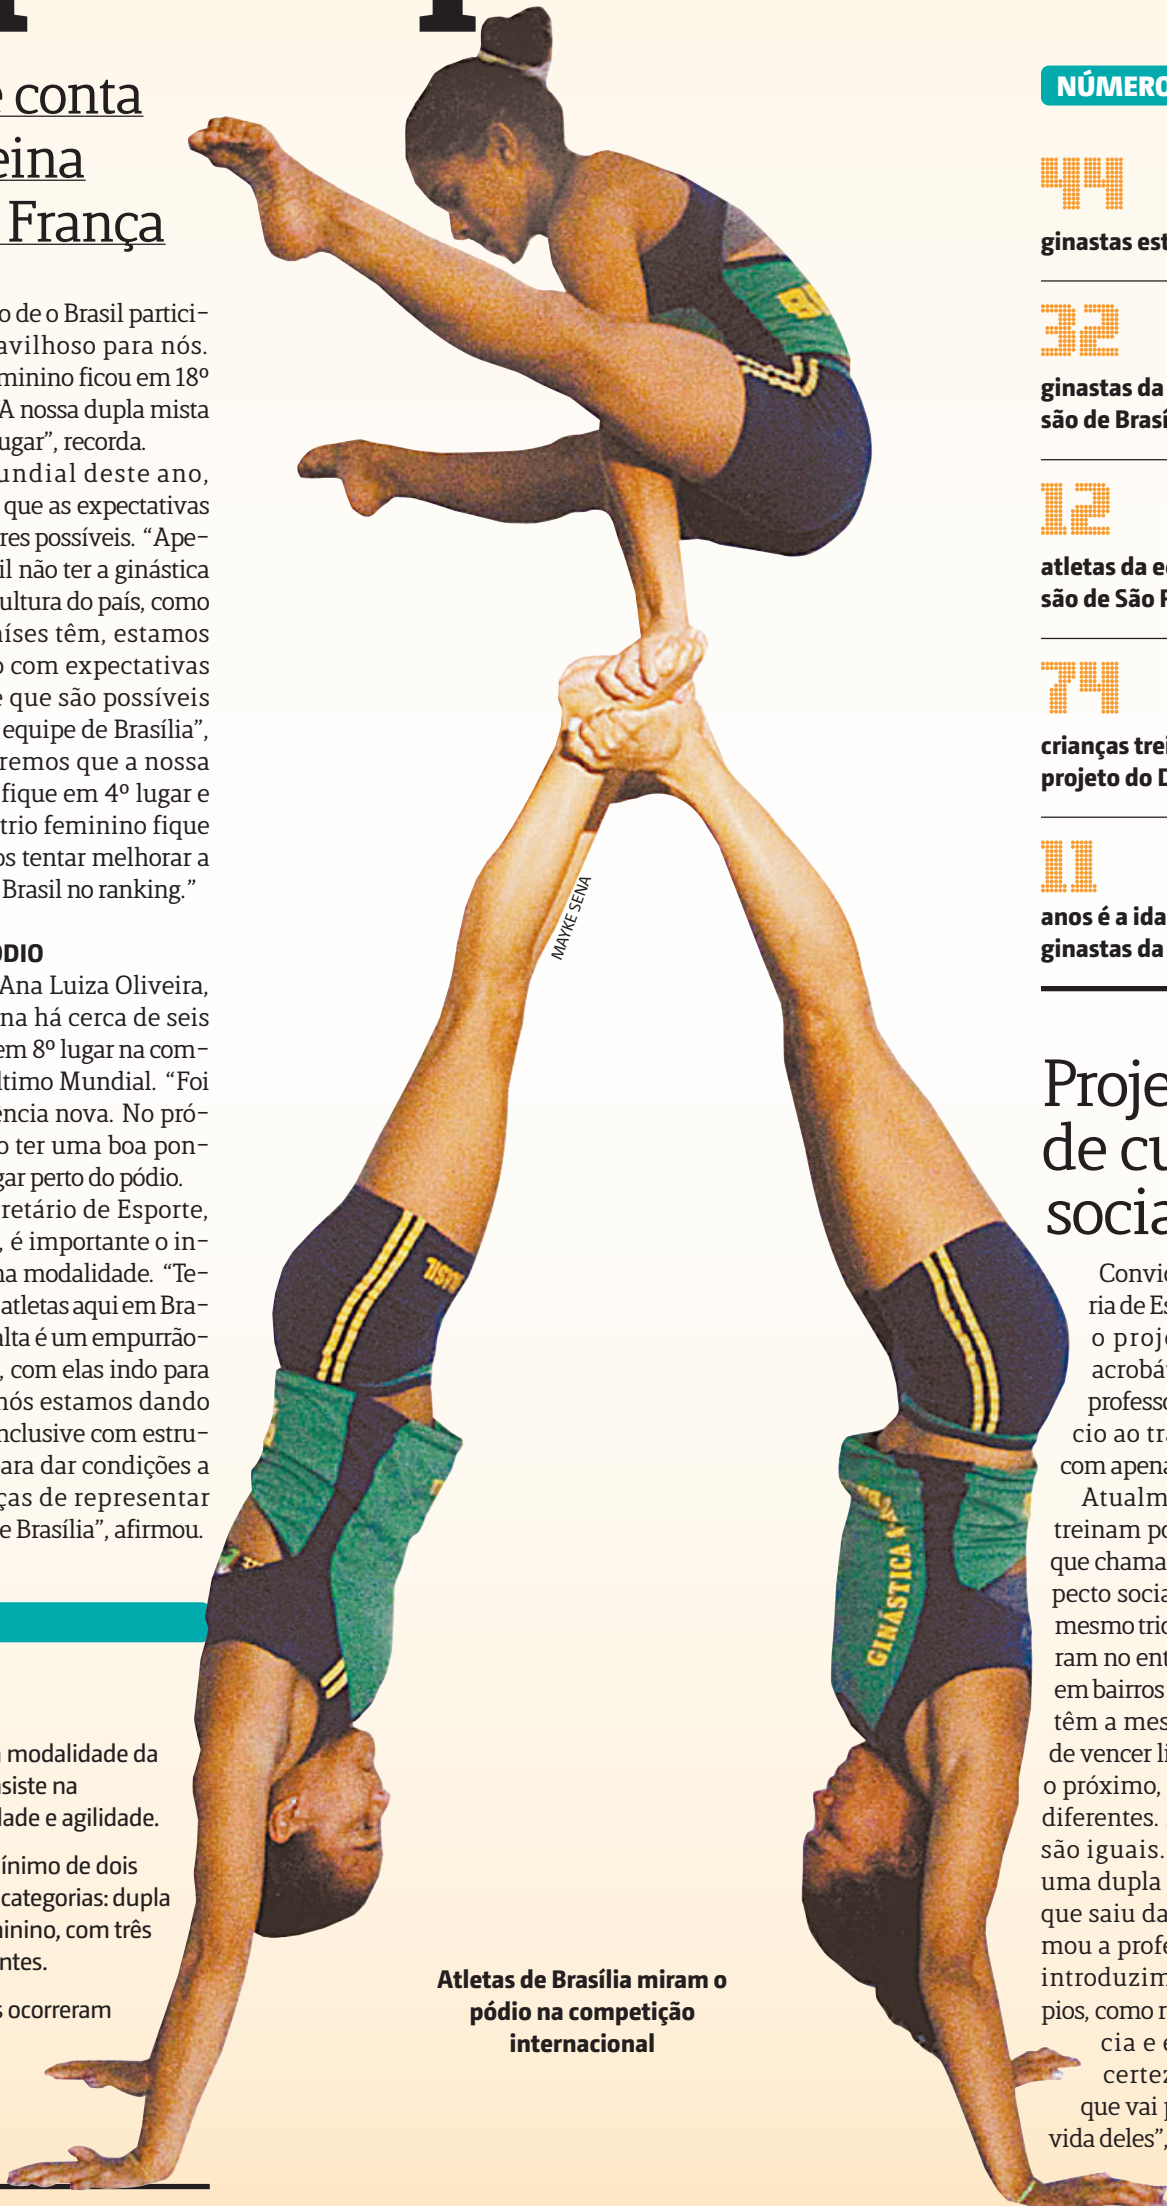 e conta
eina
França
o de o Brasil partici-
avilhoso para nós.
minino ficou em 18º
A nossa dupla mista
ugar”, recorda.
undial deste ano,
que as expectativas
res possíveis. “Ape-
il não ter a ginástica
ultura do país, como
aíses têm, estamos
o com expectativas
e que são possíveis
equipe de Brasília”,
remos que a nossa
fique em 4º lugar e
trio feminino fique
os tentar melhorar a
Brasil no ranking.”
ÓDIO
Ana Luiza Oliveira,
na há cerca de seis
em 8º lugar na com-
ltimo Mundial. “Foi
ência nova. No pró-
o ter uma boa pon-
gar perto do pódio.
retário de Esporte,
, é importante o in-
na modalidade. “Te-
atletas aqui em Bra-
alta é um empurrão-
, com elas indo para
nós estamos dando
nclusive com estru-
para dar condições a
ças de representar
e Brasília”, afirmou.
a modalidade da
nsiste na
dade e agilidade.
ínimo de dois
categorias: dupla
minino, com três
ntes.
s ocorreram
MAYKE SENA
GINÁSTICA
Atletas de Brasília miram o
pódio na competição
internacional
NÚMERO
44
ginastas est
32
ginastas da
são de Brasí
12
atletas da e
são de São P
74
crianças trei
projeto do D
11
anos é a ida
ginastas da
Proje
de cu
socia
Convic
ria de Es
o proj
acrobá
professo
cio ao tra
com apena
Atualm
treinam po
que chama
pecto socia
mesmo tric
ram no ent
em bairros
têm a mes
de vencer li
o próximo,
diferentes.
são iguais.
uma dupla
que saiu da
mou a profe
introduzim
pios, como r
cia e e
certez
que vai p
vida deles”,